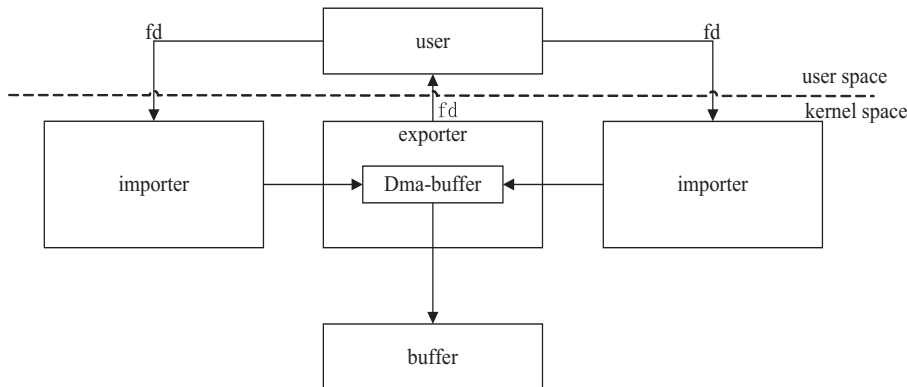 fd
user
fd
user space
kernel space
fd
exporter
importer
Dma-buffer
importer
buffer